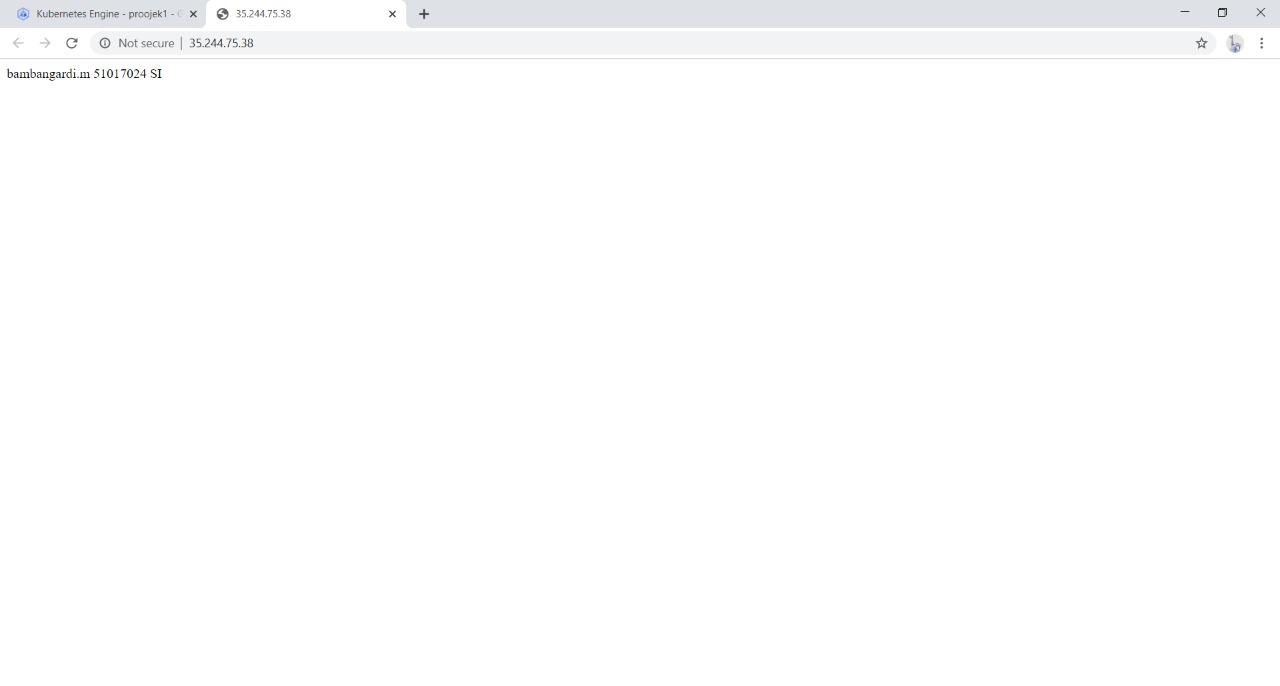 Kubernetes Engine - proojek1 -
35.244.75.38
Not secure | 35.244.75.38
bambangardi.m 51017024 SI